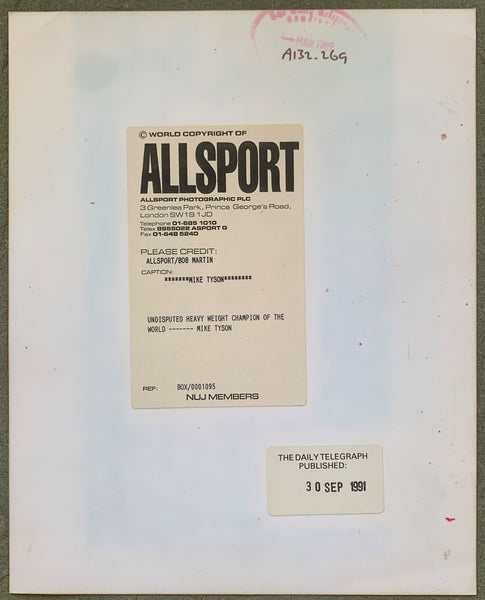 MAR 1989
A132.269
© WORLD COPYRIGHT OF
ALLSPORT
ALLSPORT PHOTOGRAPHIC PLC
3 Greenlea Park, Prince George's Road,
London SW19 1JD
Telephone 01-685 1010
Telex 8955022 ASPORT G
Fax 01-648 5240
PLEASE CREDIT:
ALLSPORT/BOB MARTIN
CAPTION:
*******MIKE TYSON********
UNDISPUTED HEAVY WEIGHT CHAMPION OF THE
WORLD ------- MIKE TYSON
REF: BOX/0001095
NUJ MEMBERS
THE DAILY TELEGRAPH
PUBLISHED:
30 SEP 1991